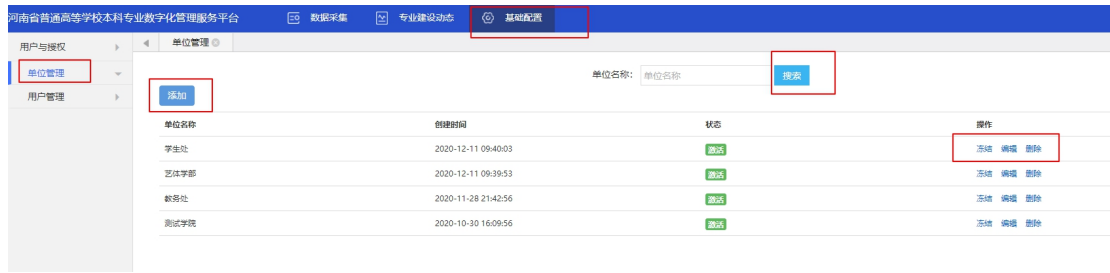 河南省普通高等学校本科专业数字化管理服务平台 数据采集 专业建设动态 基础配置
用户与授权 单位管理
单位管理 单位名称： 单位名称 搜索
用户管理 添加
单位名称 创建时间 状态 操作
学生处 2020-12-11 09:40:03 激活 冻结 编辑 删除
艺体学部 2020-12-11 09:39:53 激活 冻结 编辑 删除
教务处 2020-11-28 21:42:56 激活 冻结 编辑 删除
测试学院 2020-10-30 16:09:56 激活 冻结 编辑 删除